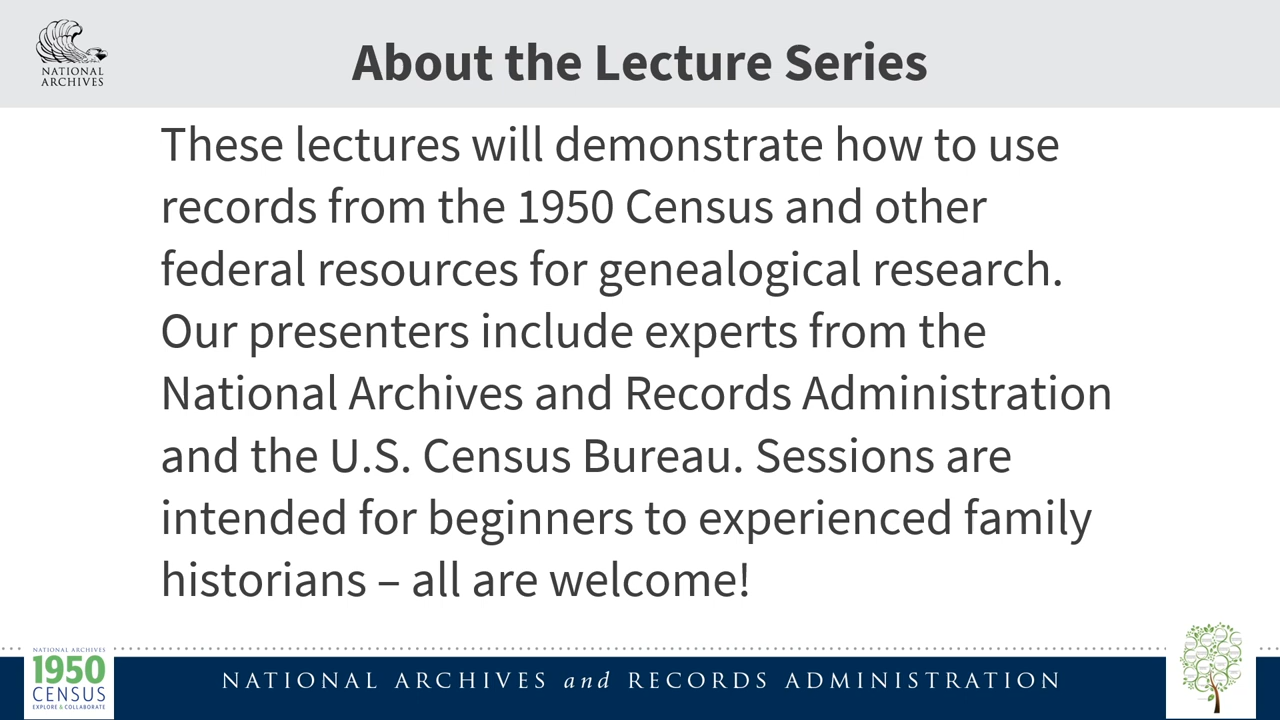 NATIONAL
ARCHIVES
About the Lecture Series
These lectures will demonstrate how to use
records from the 1950 Census and other
federal resources for genealogical research.
Our presenters include experts from the
National Archives and Records Administration
and the U.S. Census Bureau. Sessions are
intended for beginners to experienced family
historians – all are welcome!
NATIONAL ARCHIVES
1950
CENSUS
EXPLORE & COLLABORATE
NATIONAL ARCHIVES and RECORDS ADMINISTRATION